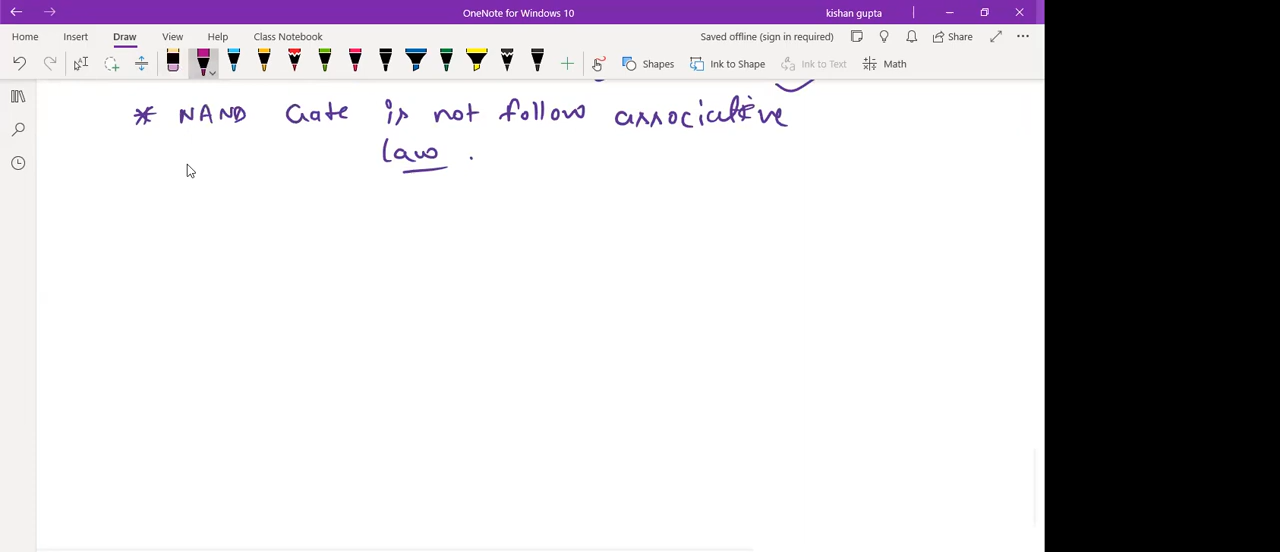 OneNote for Windows 10
kishan gupta
Home Insert Draw View Help Class Notebook
Saved offline (sign in required)
Share
Shapes
Ink to Shape
Ink to Text
Math
* NAND Gate is not follow associative
law .